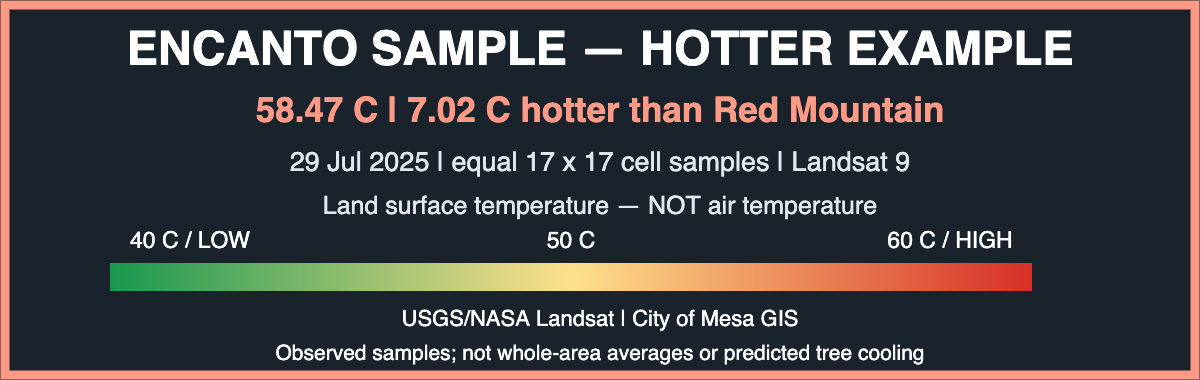 ENCANTO SAMPLE — HOTTER EXAMPLE
58.47 C | 7.02 C hotter than Red Mountain
29 Jul 2025 | equal 17 x 17 cell samples | Landsat 9
Land surface temperature — NOT air temperature
40 C / LOW 50 C 60 C / HIGH
USGS/NASA Landsat | City of Mesa GIS
Observed samples; not whole-area averages or predicted tree cooling